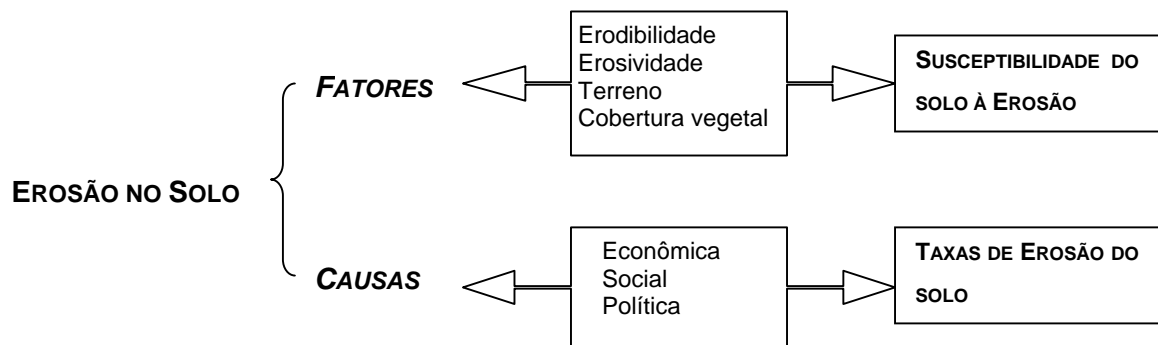 EROSÃO NO SOLO
FATORES
Erodibilidade
Erosividade
Terreno
Cobertura vegetal
SUSCEPTIBILIDADE DO
SOLO À EROSÃO
CAUSAS
Econômica
Social
Política
TAXAS DE EROSÃO DO
SOLO